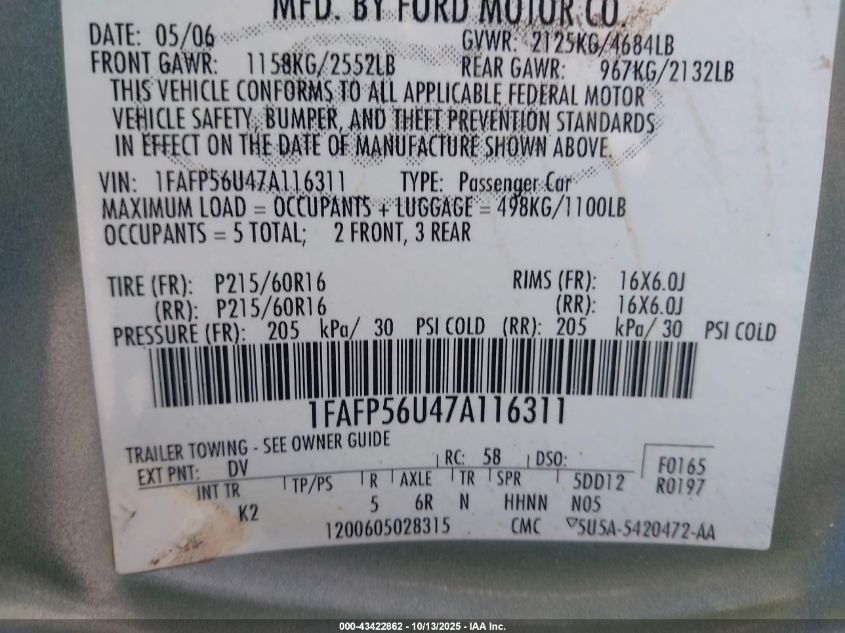 MFD. BY FORD MOTOR CO.
DATE: 05/06 GVWR: 2125KG/4684LB
FRONT GAWR: 1158KG/2552LB REAR GAWR: 967KG/2132LB
THIS VEHICLE CONFORMS TO ALL APPLICABLE FEDERAL MOTOR
VEHICLE SAFETY, BUMPER, AND THEFT PREVENTION STANDARDS
IN EFFECT ON THE DATE OF MANUFACTURE SHOWN ABOVE.
VIN: 1FAFP56U47A116311 TYPE: Passenger Car
MAXIMUM LOAD = OCCUPANTS + LUGGAGE = 498KG/1100LB
OCCUPANTS = 5 TOTAL; 2 FRONT, 3 REAR
TIRE (FR): P215/60R16 RIMS (FR): 16X6.0J
(RR): P215/60R16 (RR): 16X6.0J
PRESSURE (FR): 205 kPa/ 30 PSI COLD (RR): 205 kPa/ 30 PSI COLD
1FAFP56U47A116311
TRAILER TOWING - SEE OWNER GUIDE
EXT PNT: DV RC: 58 DSO: F0165
INT TR TP/PS R AXLE TR SPR 5DD12 R0197
K2 5 6R N HHNN N05
1200605028315 CMC ▽5U5A-5420472-AA
000-43422862 - 10/13/2025 - IAA Inc.